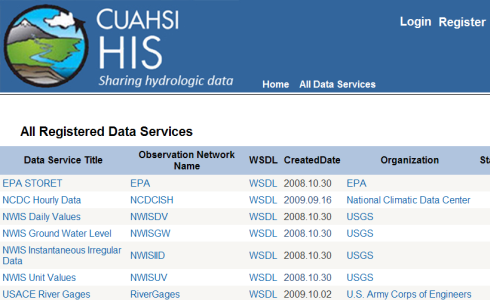 CUAHSI
HIS
Sharing hydrologic data
Login Register
Home All Data Services
All Registered Data Services
Data Service Title Observation Network Name WSDL CreatedDate Organization Sta
EPA STORET EPA WSDL 2008.10.30 EPA
NCDC Hourly Data NCDCISH WSDL 2009.09.16 National Climatic Data Center
NWIS Daily Values NWISDV WSDL 2008.10.30 USGS
NWIS Ground Water Level NWISGW WSDL 2008.10.30 USGS
NWIS Instantaneous Irregular Data NWISIID WSDL 2008.10.30 USGS
NWIS Unit Values NWISUV WSDL 2008.10.30 USGS
USACE River Gages RiverGages WSDL 2009.10.02 U.S. Army Corps of Engineers